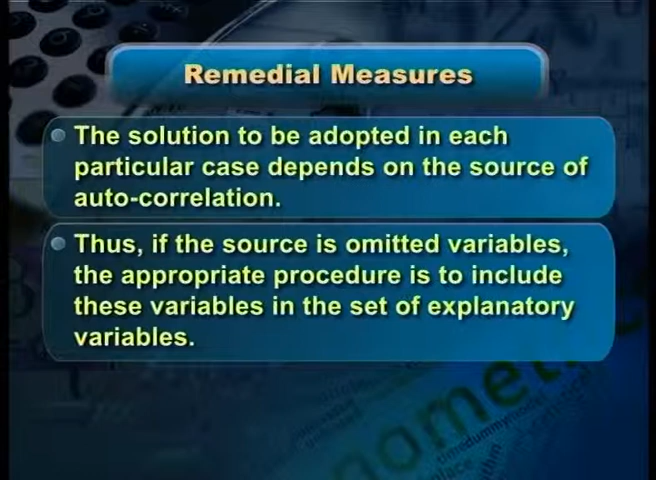 Remedial Measures
The solution to be adopted in each
particular case depends on the source of
auto-correlation.
Thus, if the source is omitted variables,
the appropriate procedure is to include
these variables in the set of explanatory
variables.